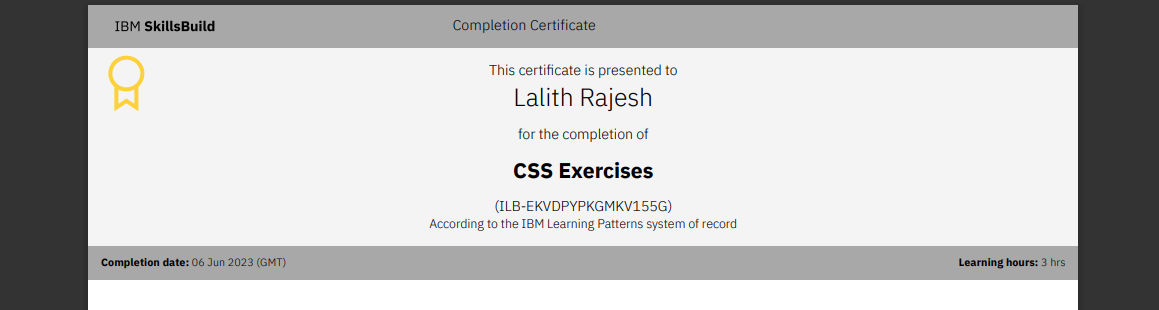 IBM SkillsBuild
Completion Certificate
This certificate is presented to
Lalith Rajesh
for the completion of
CSS Exercises
(ILB-EKVDPYPKGMKV155G)
According to the IBM Learning Patterns system of record
Completion date: 06 Jun 2023 (GMT)
Learning hours: 3 hrs